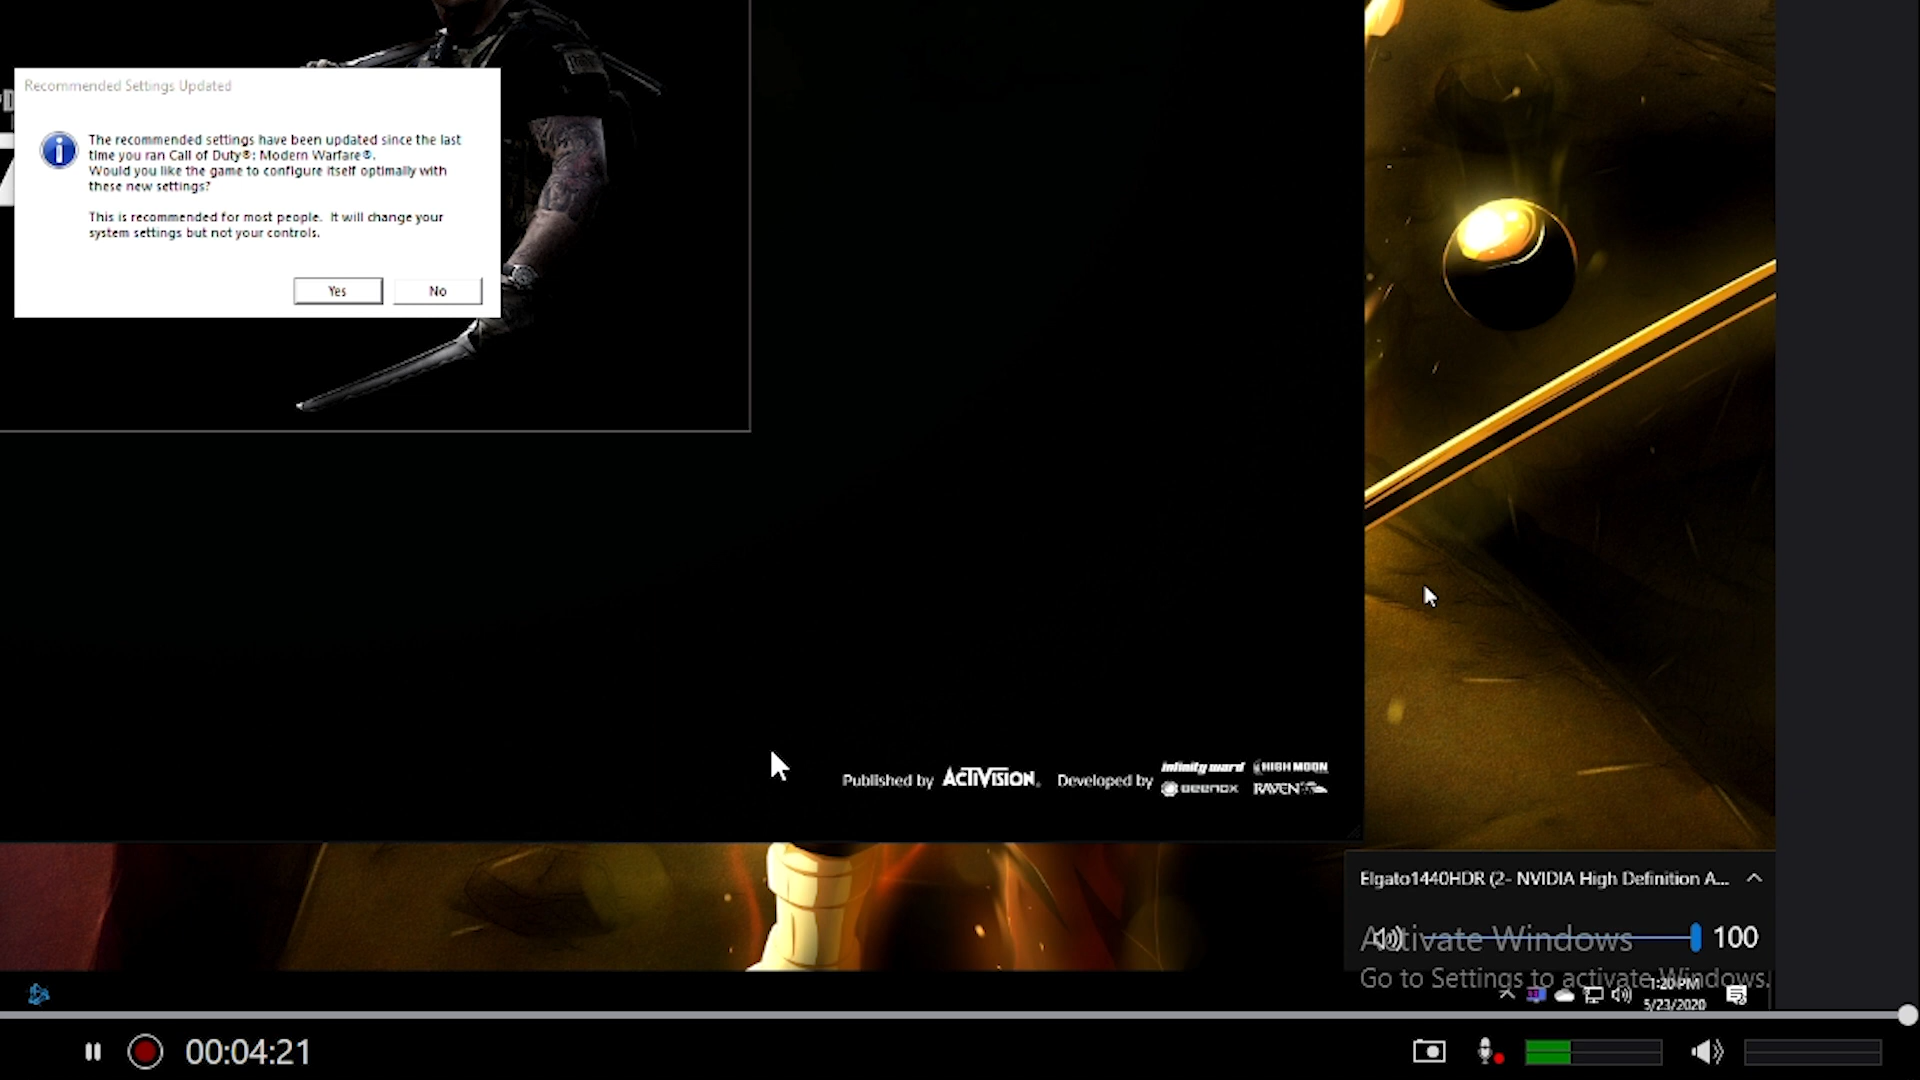 Recommended Settings Updated
The recommended settings have been updated since the last
time you ran Call of Duty®: Modern Warfare®.
Would you like the game to configure itself optimally with
these new settings?
This is recommended for most people. It will change your
system settings but not your controls.
Yes No
Published by ACTIVISION. Developed by infinity ward HIGH MOON
beenox RAVEN
Elgato1440HDR (2- NVIDIA High Definition A...
100
Activate Windows
Go to Settings to activate Windows.
1:20 PM
5/23/2020
00:04:21